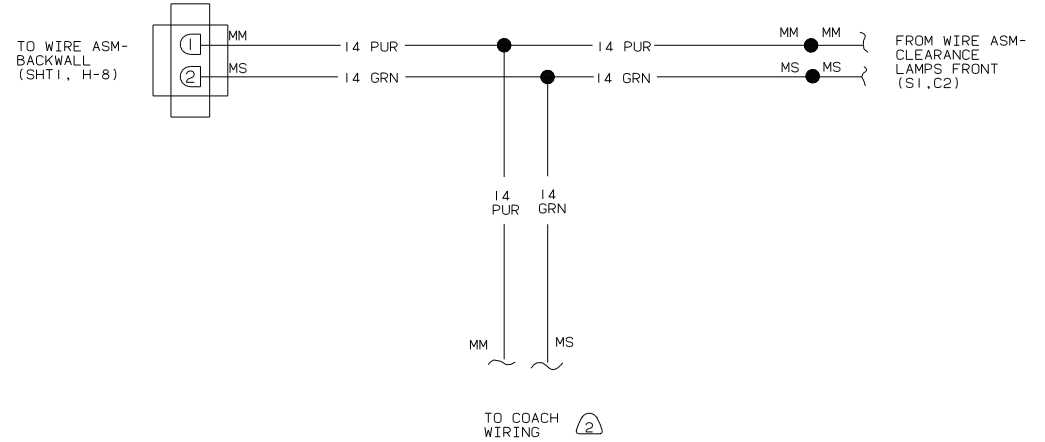 TO WIRE ASM-
BACKWALL
(SHT1, H-8)
1
2
MM
MS
14 PUR
14 GRN
14 PUR
14 GRN
MM
MM
MS
MS
FROM WIRE ASM-
CLEARANCE
LAMPS FRONT
(S1,C2)
14
PUR
14
GRN
MM
MS
TO COACH
WIRING
2